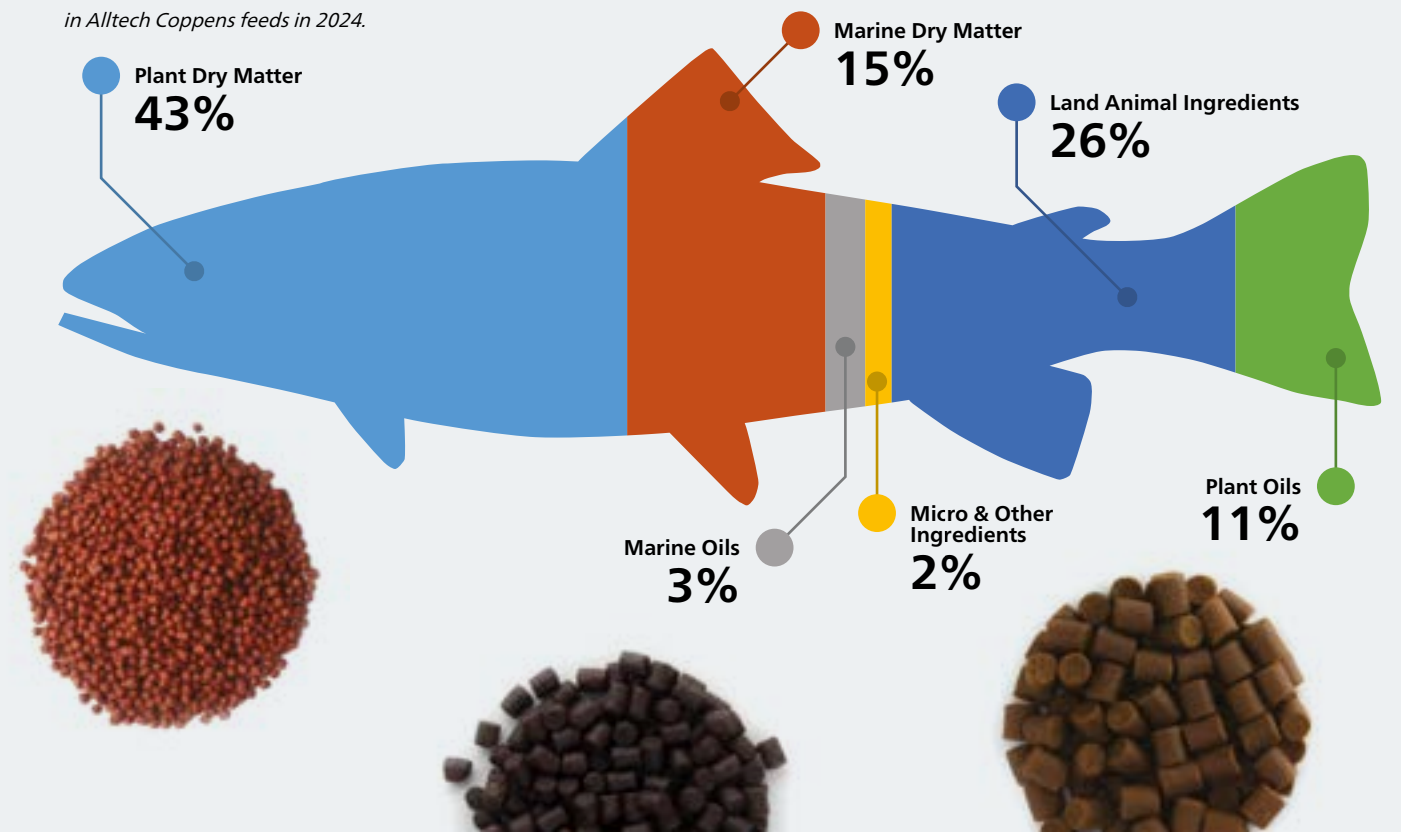 in Alltech Coppens feeds in 2024.
Plant Dry Matter
43%
Marine Dry Matter
15%
Land Animal Ingredients
26%
Marine Oils
3%
Micro & Other
Ingredients
2%
Plant Oils
11%